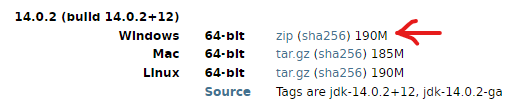 14.0.2 (build 14.0.2+12)
Windows 64-bit zip (sha256) 190M
Mac 64-bit tar.gz (sha256) 185M
Linux 64-bit tar.gz (sha256) 190M
Source Tags are jdk-14.0.2+12, jdk-14.0.2-ga